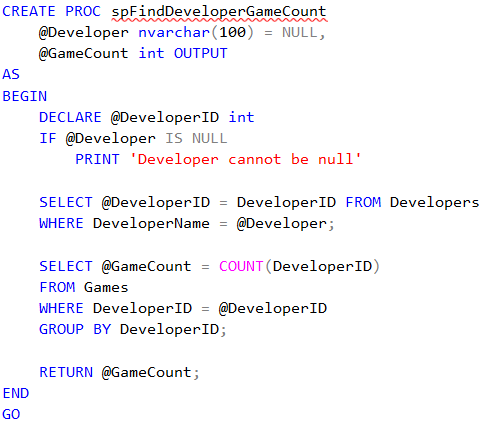 CREATE PROC spFindDeveloperGameCount
    @Developer nvarchar(100) = NULL,
    @GameCount int OUTPUT
AS
BEGIN
    DECLARE @DeveloperID int
    IF @Developer IS NULL
        PRINT 'Developer cannot be null'

    SELECT @DeveloperID = DeveloperID FROM Developers
    WHERE DeveloperName = @Developer;

    SELECT @GameCount = COUNT(DeveloperID)
    FROM Games
    WHERE DeveloperID = @DeveloperID
    GROUP BY DeveloperID;

    RETURN @GameCount;
END
GO